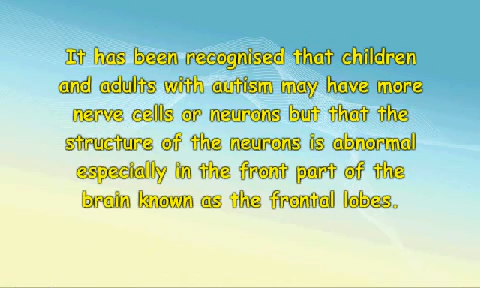 It has been recognised that children
and adults with autism may have more
nerve cells or neurons but that the
structure of the neurons is abnormal
especially in the front part of the
brain known as the frontal lobes.